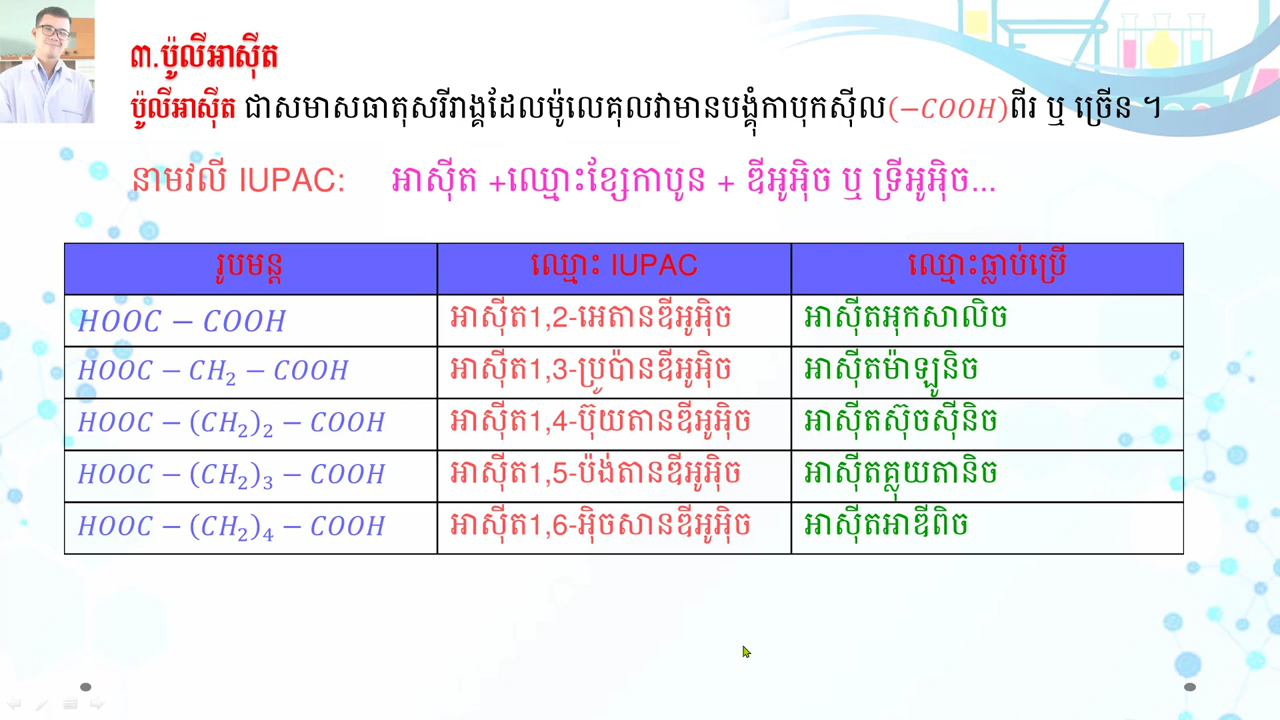 ៣.ប៉ូលីអាស៊ីត
ប៉ូលីអាស៊ីត ជាសមាសធាតុសរីរាង្គដែលម៉ូលេគុលវាមានបង្គុំកាបុកស៊ីល(−COOH)ពីរ ឬ ច្រើន ។
នាមវលី IUPAC: អាស៊ីត +ឈ្មោះខ្សែកាបូន + ឌីអូអ៊ិច ឬ ទ្រីអូអ៊ិច...
រូបមន្ត ឈ្មោះ IUPAC ឈ្មោះធ្លាប់ប្រើ
HOOC − COOH អាស៊ីត1,2-អេតានឌីអូអ៊ិច អាស៊ីតអុកសាលិច
HOOC − CH₂ − COOH អាស៊ីត1,3-ប្រូប៉ានឌីអូអ៊ិច អាស៊ីតម៉ាឡូនិច
HOOC − (CH₂)₂ − COOH អាស៊ីត1,4-ប៊ុយតានឌីអូអ៊ិច អាស៊ីតស៊ុចស៊ីនិច
HOOC − (CH₂)₃ − COOH អាស៊ីត1,5-ប៉ង់តានឌីអូអ៊ិច អាស៊ីតគ្លុយតានិច
HOOC − (CH₂)₄ − COOH អាស៊ីត1,6-អ៊ិចសានឌីអូអ៊ិច អាស៊ីតអាឌីពិច